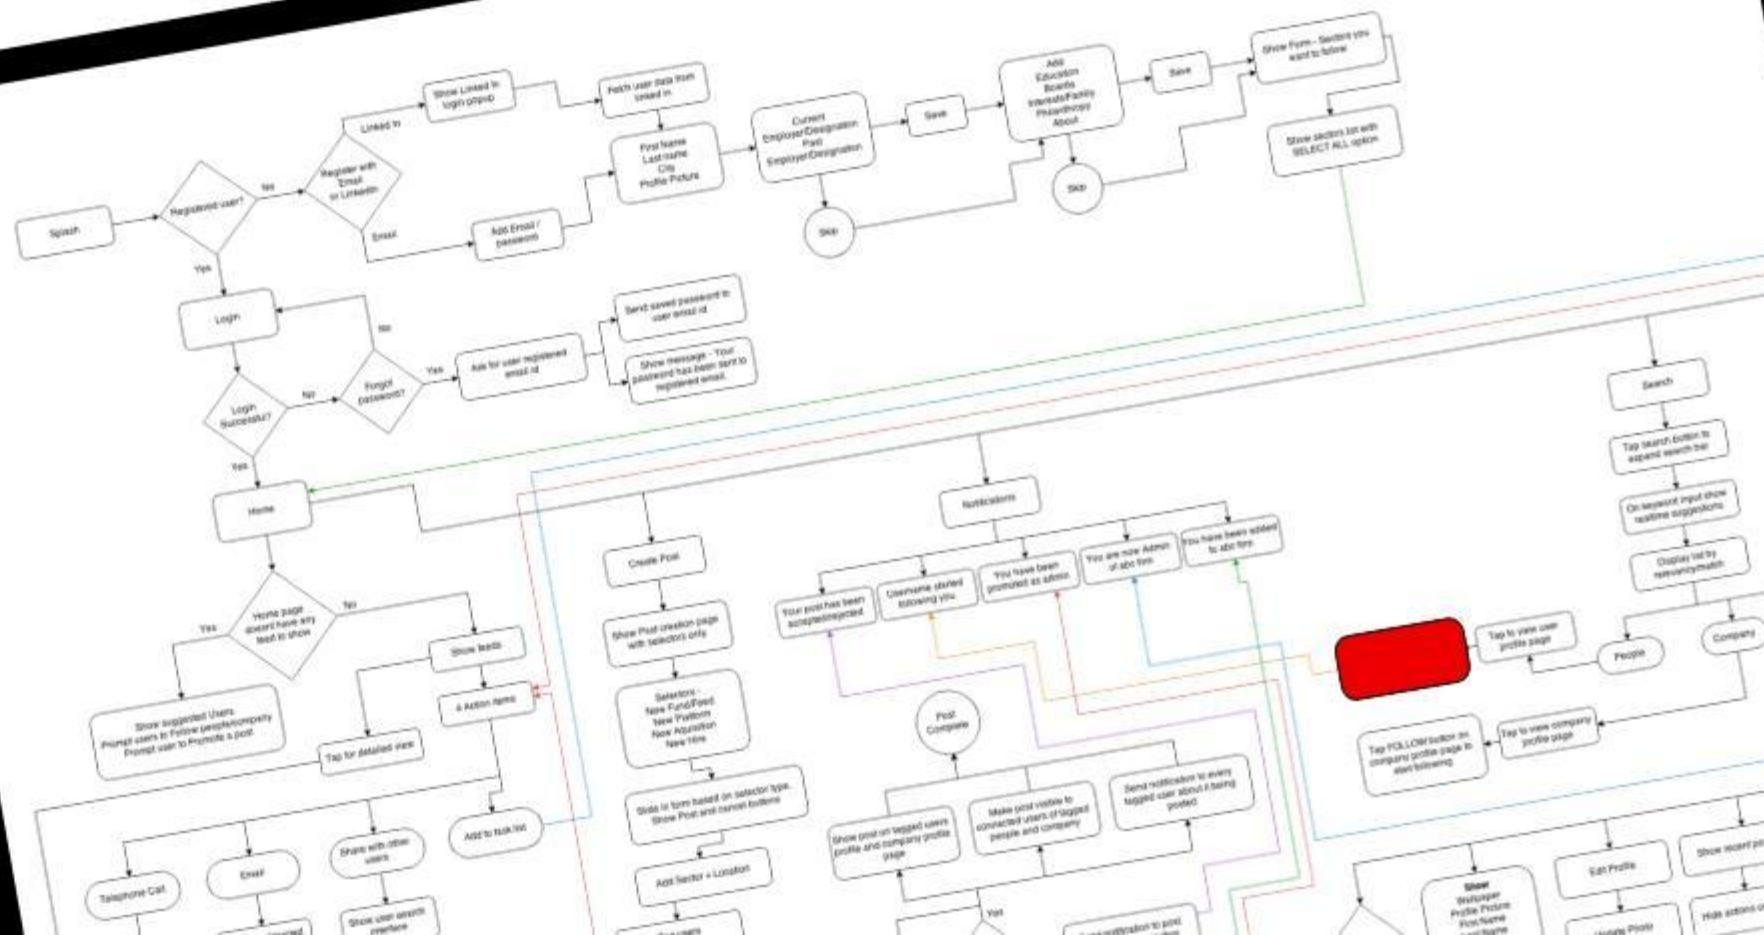 Splash
Registered user?
No
Yes
Register with
Email
or LinkedIn
Linked In
Email
Show Linked In
login popup
Fetch user data from
linked in
Add Email /
password
First Name
Last name
City
Profile Picture
Current
Employer/Designation
Past
Employer/Designation
Save
Skip
Add
Education
Boards
Interests/Family
Philanthropy
About
Save
Skip
Show Form - Sectors you
want to follow
Show sectors list with
SELECT ALL option
Login
Login
Successful?
No
Yes
Forgot
password?
No
Yes
Ask for user registered
email id
Send saved password to
user email id
Show message - Your
password has been sent to
registered email.
Home
Home page
doesnt have any
feed to show
Yes
No
Show suggested Users
Prompt users to Follow people/company
Prompt user to Promote a post
Show feeds
4 Action items
Tap for detailed view
Telephone Call
Email
Share with other
users
Show user search
interface
Add to task list
Create Post
Show Post creation page
with selectors only
Selectors -
New Fund/Feed
New Platform
New Aquisition
New Hire
Slide in form based on selector type.
Show Post and cancel buttons
Add Sector + Location
users
Notifications
Your post has been
accepted/rejected
Username started
following you
You have been
promoted as admin
You are now Admin
of abc firm
You have been added
to abc firm
Post
Complete
Show post on tagged users
profile and company profile
page
Make post visible to
connected users of tagged
people and company
Send notification to every
tagged user about it being
posted
Yes
notification to post
Search
Tap search button to
expand search bar
On keyword input show
realtime suggestions
Display list by
relevancy/match
People
Company
Tap to view user
profile page
Tap to view company
profile page
Tap FOLLOW button on
company profile page to
start following
Show
Wallpaper
Profile Picture
First/Name
Edit Profile
Update Photo
Show recent
Hide actions